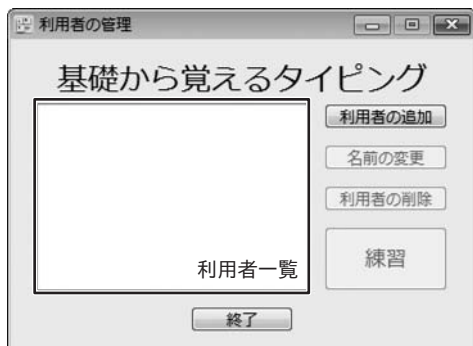 利用者の管理
基礎から覚えるタイピング
利用者の追加
名前の変更
利用者の削除
利用者一覧
練習
終了